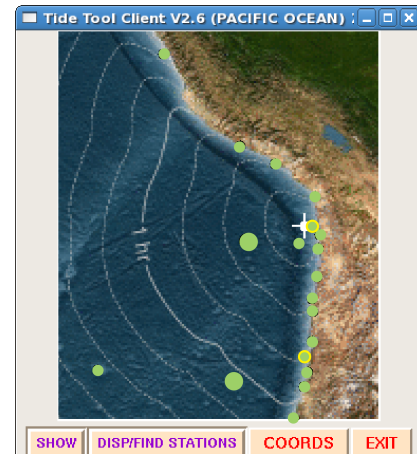 Tide Tool Client V2.6 (PACIFIC OCEAN)
1 hr
SHOW DISP/FIND STATIONS COORDS EXIT